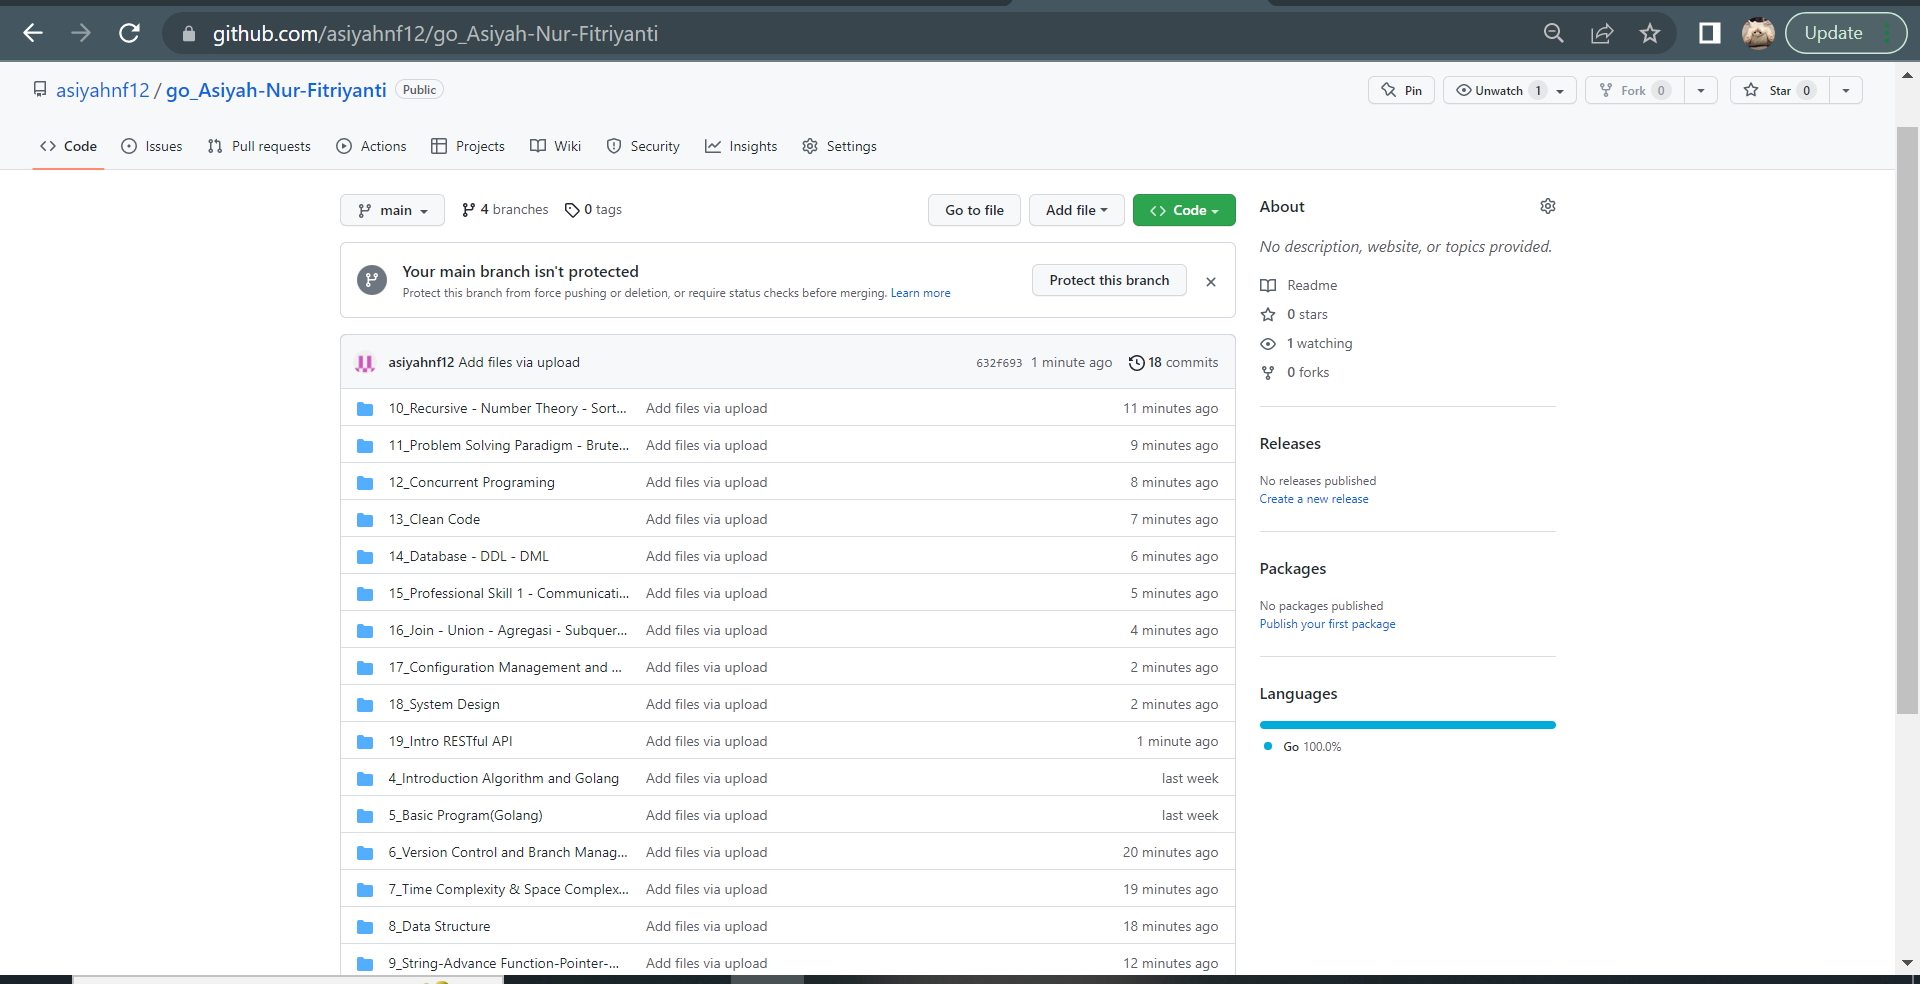 github.com/asiyahnf12/go_Asiyah-Nur-Fitriyanti
Update
asiyahnf12 / go_Asiyah-Nur-Fitriyanti Public
Pin Unwatch 1 Fork 0 Star 0
Code Issues Pull requests Actions Projects Wiki Security Insights Settings
main 4 branches 0 tags Go to file Add file Code
Your main branch isn't protected
Protect this branch from force pushing or deletion, or require status checks before merging. Learn more
Protect this branch
asiyahnf12 Add files via upload 632f693 1 minute ago 18 commits
10_Recursive - Number Theory - Sort... Add files via upload 11 minutes ago
11_Problem Solving Paradigm - Brute... Add files via upload 9 minutes ago
12_Concurrent Programing Add files via upload 8 minutes ago
13_Clean Code Add files via upload 7 minutes ago
14_Database - DDL - DML Add files via upload 6 minutes ago
15_Professional Skill 1 - Communicati... Add files via upload 5 minutes ago
16_Join - Union - Agregasi - Subquer... Add files via upload 4 minutes ago
17_Configuration Management and ... Add files via upload 2 minutes ago
18_System Design Add files via upload 2 minutes ago
19_Intro RESTful API Add files via upload 1 minute ago
4_Introduction Algorithm and Golang Add files via upload last week
5_Basic Program(Golang) Add files via upload last week
6_Version Control and Branch Manag... Add files via upload 20 minutes ago
7_Time Complexity & Space Complex... Add files via upload 19 minutes ago
8_Data Structure Add files via upload 18 minutes ago
9_String-Advance Function-Pointer-... Add files via upload 12 minutes ago
About
No description, website, or topics provided.
Readme
0 stars
1 watching
0 forks
Releases
No releases published
Create a new release
Packages
No packages published
Publish your first package
Languages
Go 100.0%